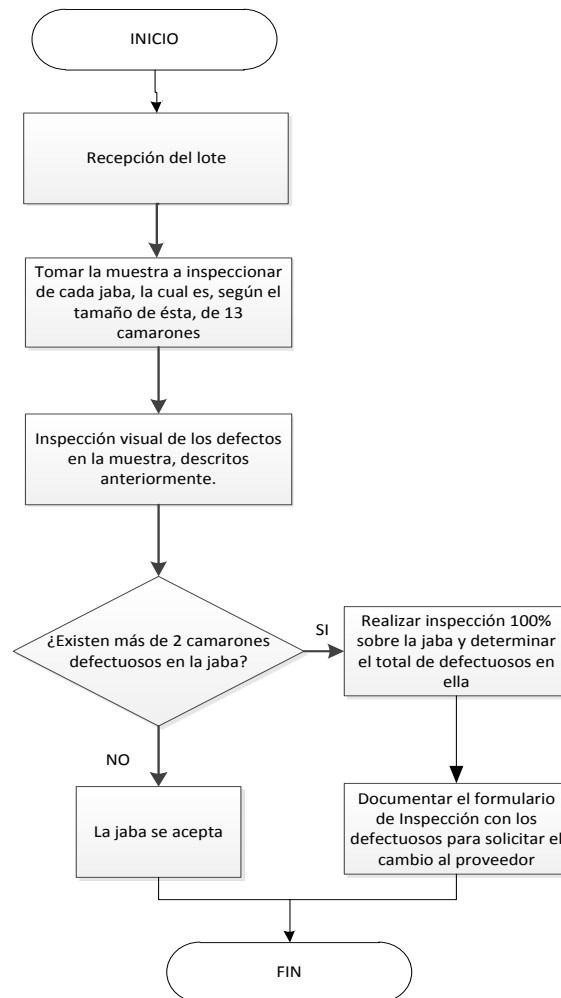 INICIO
Recepción del lote
Tomar la muestra a inspeccionar
de cada jaba, la cual es, según el
tamaño de ésta, de 13
camarones
Inspección visual de los defectos
en la muestra, descritos
anteriormente.
¿Existen más de 2 camarones
defectuosos en la jaba?
SI
Realizar inspección 100%
sobre la jaba y determinar
el total de defectuosos en
ella
NO
La jaba se acepta
Documentar el formulario
de Inspección con los
defectuosos para solicitar el
cambio al proveedor
FIN